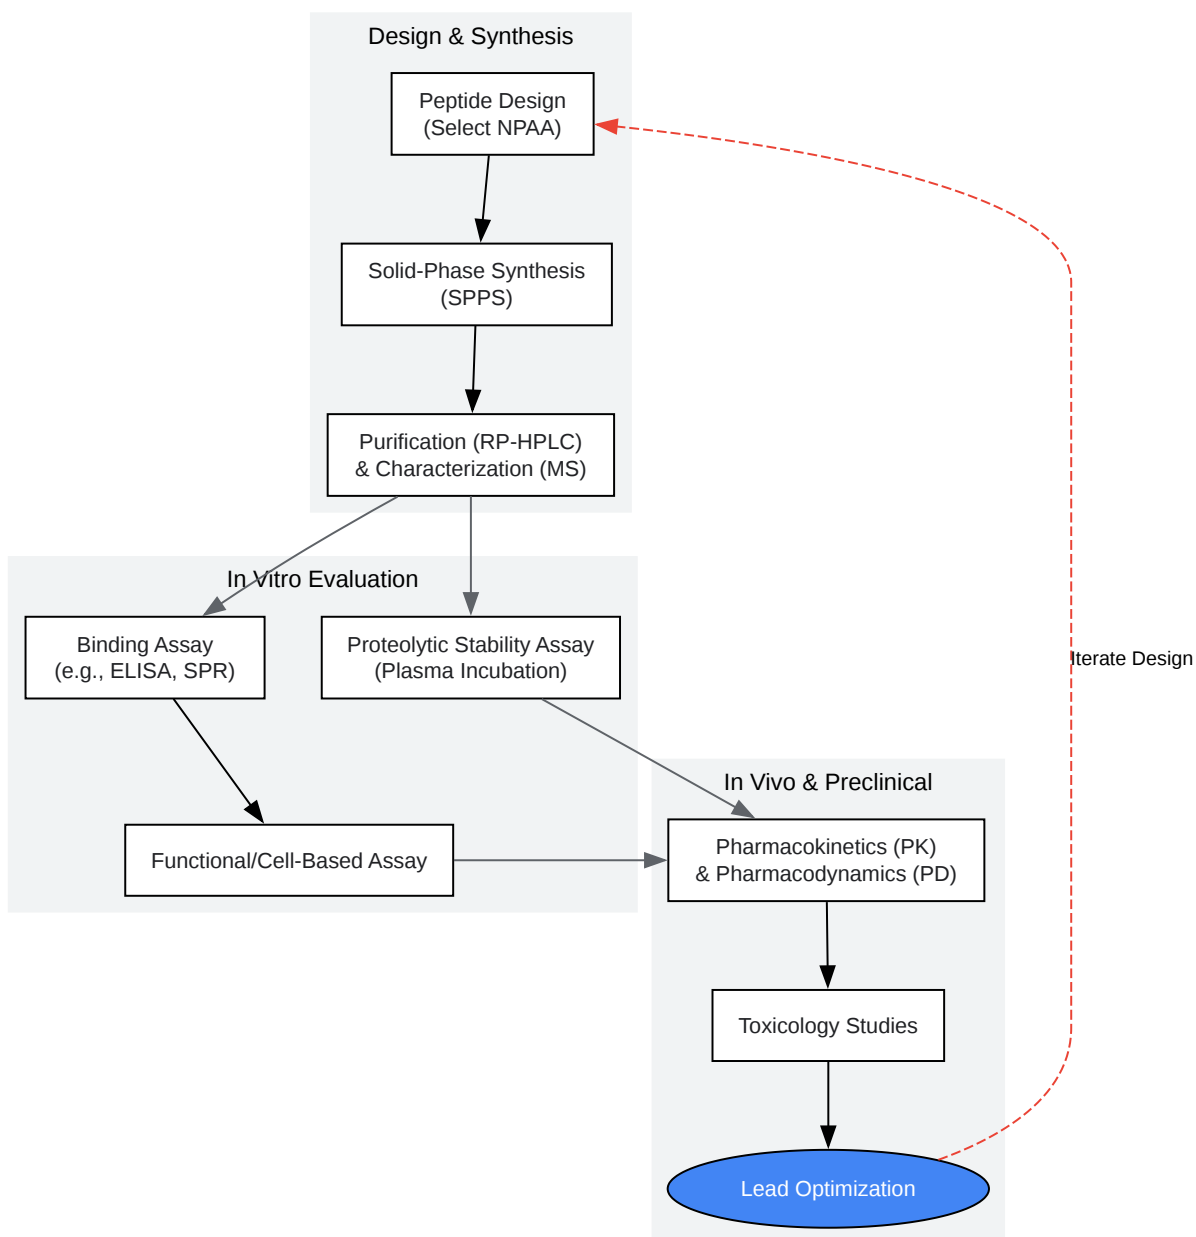 Design & Synthesis
Peptide Design
(Select NPAA)
Solid-Phase Synthesis
(SPPS)
Purification (RP-HPLC)
& Characterization (MS)
In Vitro Evaluation
Binding Assay
(e.g., ELISA, SPR)
Proteolytic Stability Assay
(Plasma Incubation)
Functional/Cell-Based Assay
Iterate Design
In Vivo & Preclinical
Pharmacokinetics (PK)
& Pharmacodynamics (PD)
Toxicology Studies
Lead Optimization